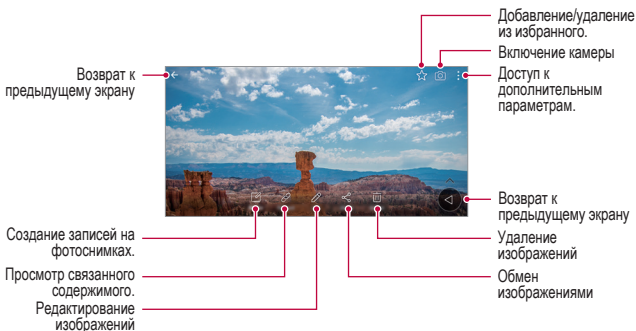 Добавление/удаление
из избранного.
Включение камеры
Возврат к
предыдущему экрану
Доступ к
дополнительным
параметрам.
Возврат к
предыдущему экрану
Создание записей на
фотоснимках.
Удаление
изображений
Просмотр связанного
содержимого.
Обмен
изображениями
Редактирование
изображений